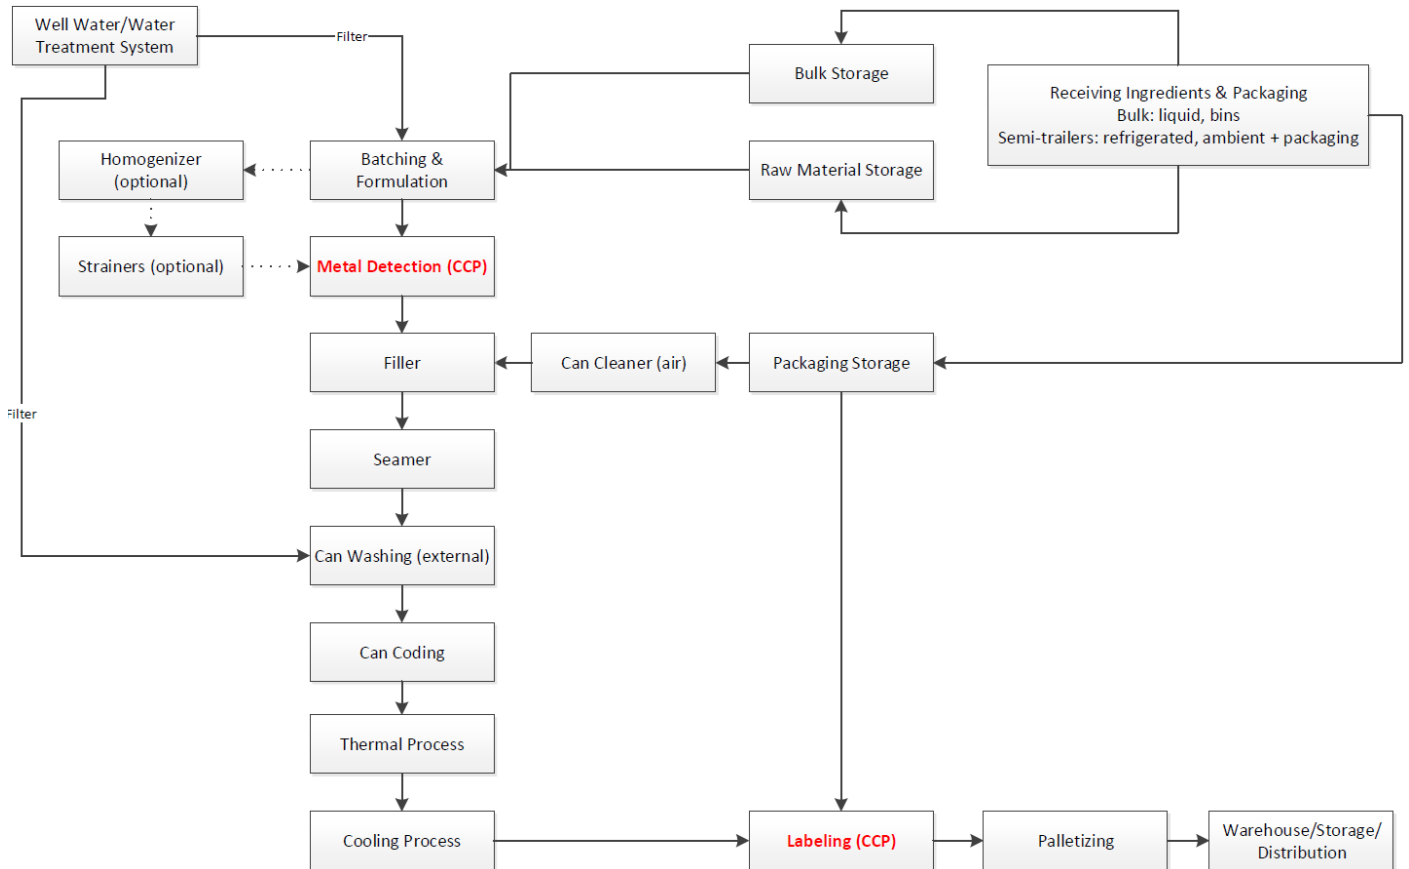 Well Water/Water
Treatment System
Filter
Bulk Storage
Receiving Ingredients & Packaging
Bulk: liquid, bins
Semi-trailers: refrigerated, ambient + packaging
Homogenizer
(optional)
Batching &
Formulation
Raw Material Storage
Strainers (optional)
Metal Detection (CCP)
Filler
Can Cleaner (air)
Packaging Storage
Filter
Seamer
Can Washing (external)
Can Coding
Thermal Process
Cooling Process
Labeling (CCP)
Palletizing
Warehouse/Storage/
Distribution